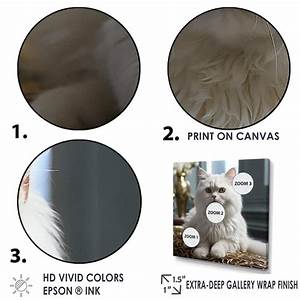 1.
2. PRINT ON CANVAS
3.
ZOOM 3
ZOOM 2
ZOOM 1
HD VIVID COLORS
EPSON ® INK
1.5"
1"
EXTRA-DEEP GALLERY WRAP FINISH